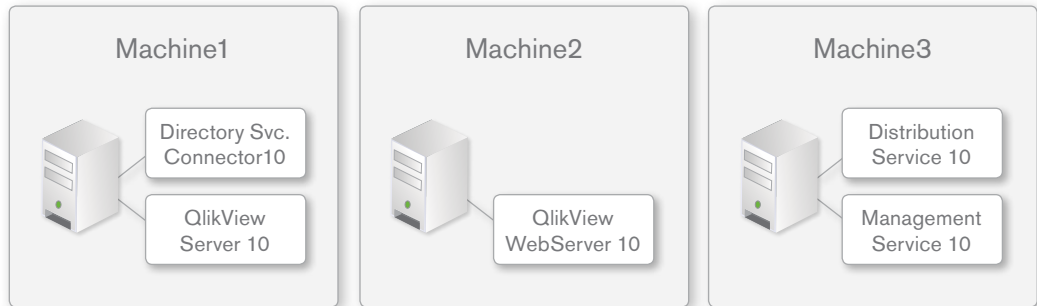 Machine1
Directory Svc.
Connector10
QlikView
Server 10
Machine2
QlikView
WebServer 10
Machine3
Distribution
Service 10
Management
Service 10